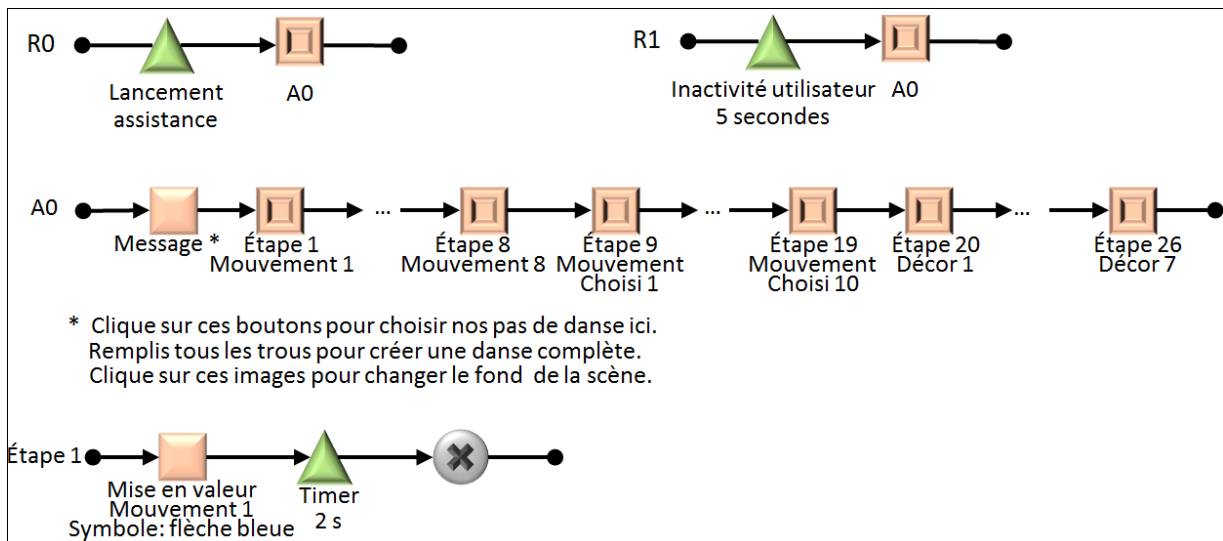 R0
Lancement
assistance
A0
R1
Inactivité utilisateur
5 secondes
A0
A0
Message *
Étape 1
Mouvement 1
...
Étape 8
Mouvement 8
Étape 9
Mouvement
Choisi 1
...
Étape 19
Mouvement
Choisi 10
Étape 20
Décor 1
...
Étape 26
Décor 7
* Clique sur ces boutons pour choisir nos pas de danse ici.
Remplis tous les trous pour créer une danse complète.
Clique sur ces images pour changer le fond de la scène.
Étape 1
Mise en valeur
Mouvement 1
Symbole: flèche bleue
Timer
2 s